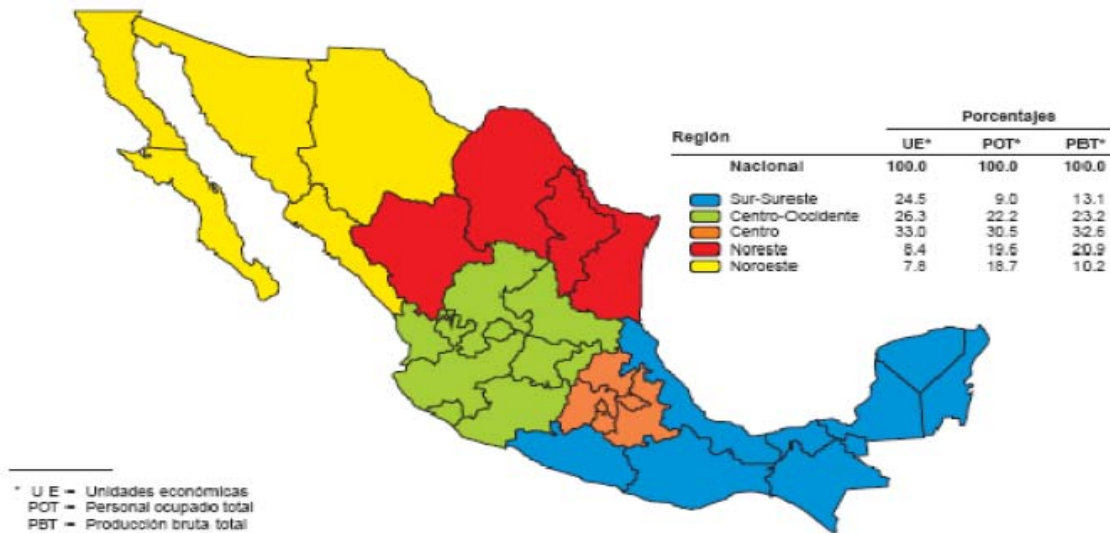 Porcentajes
Región UE* POT* PBT*
Nacional 100.0 100.0 100.0
Sur-Sureste 24.5 9.0 13.1
Centro-Occidente 26.3 22.2 23.2
Centro 33.0 30.5 32.6
Noreste 8.4 19.6 20.9
Noroeste 7.8 18.7 10.2
* U E = Unidades económicas
POT = Personal ocupado total
PBT = Producción bruta total